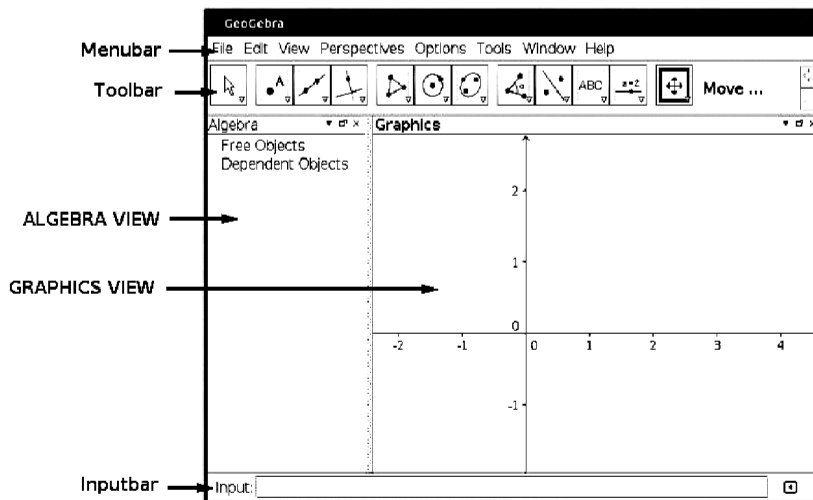 GeoGebra
Menubar File Edit View Perspectives Options Tools Window Help
Toolbar A ABC a=2 Move ...
Algebra Graphics
Free Objects
Dependent Objects
2
ALGEBRA VIEW
1
GRAPHICS VIEW
0
-2 -1 0 1 2 3 4
-1
Inputbar Input: